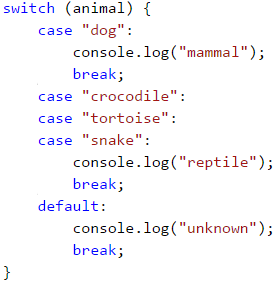 switch (animal) {
    case "dog":
        console.log("mammal");
        break;
    case "crocodile":
    case "tortoise":
    case "snake":
        console.log("reptile");
        break;
    default:
        console.log("unknown");
        break;
}